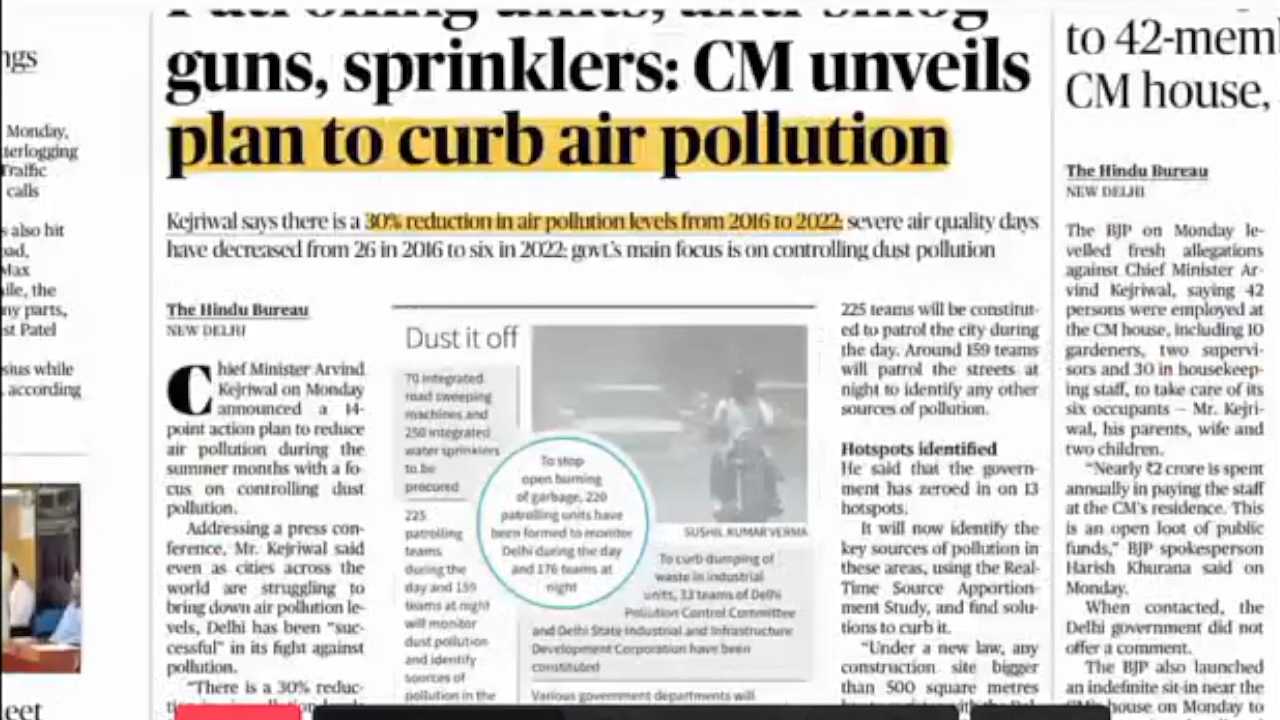 ngs
Monday,
terlogging
Traffic
calls
s also hit
oad,
Max
ile, the
ny parts,
st Patel
sius while
, according
eet
Patrolling units, anti-smog
guns, sprinklers: CM unveils
plan to curb air pollution
Kejriwal says there is a 30% reduction in air pollution levels from 2016 to 2022; severe air quality days
have decreased from 26 in 2016 to six in 2022; govt.'s main focus is on controlling dust pollution
The Hindu Bureau
NEW DELHI
Chief Minister Arvind
Kejriwal on Monday
announced a 14-
point action plan to reduce
air pollution during the
summer months with a fo-
cus on controlling dust
pollution.
Addressing a press con-
ference, Mr. Kejriwal said
even as cities across the
world are struggling to
bring down air pollution le-
vels, Delhi has been "suc-
cessful" in its fight against
pollution.
"There is a 30% reduc-
Dust it off
70 integrated
road sweeping
machines and
250 integrated
water sprinklers
to be
procured
225
patrolling
teams
during the
day and 159
teams at night
will monitor
dust pollution
and identify
sources of
pollution in the
To stop
open burning
of garbage, 220
patrolling units have
been formed to monitor
Delhi during the day
and 176 teams at
night
SUSHIL KUMAR VERMA
To curb dumping of
waste in industrial
units, 33 teams of Delhi
Pollution Control Committee
and Delhi State Industrial and Infrastructure
Development Corporation have been
constituted
Various government departments will
225 teams will be constitut-
ed to patrol the city during
the day. Around 159 teams
will patrol the streets at
night to identify any other
sources of pollution.
Hotspots identified
He said that the govern-
ment has zeroed in on 13
hotspots.
It will now identify the
key sources of pollution in
these areas, using the Real-
Time Source Apportion-
ment Study, and find solu-
tions to curb it.
"Under a new law, any
construction site bigger
than 500 square metres
to 42-mem
CM house,
The Hindu Bureau
NEW DELHI
The BJP on Monday le-
velled fresh allegations
against Chief Minister Ar-
vind Kejriwal, saying 42
persons were employed at
the CM house, including 10
gardeners, two supervi-
sors and 30 in housekeep-
ing staff, to take care of its
six occupants — Mr. Kejri-
wal, his parents, wife and
two children.
"Nearly ₹2 crore is spent
annually in paying the staff
at the CM's residence. This
is an open loot of public
funds," BJP spokesperson
Harish Khurana said on
Monday.
When contacted, the
Delhi government did not
offer a comment.
The BJP also launched
an indefinite sit-in near the
CM's house on Monday to